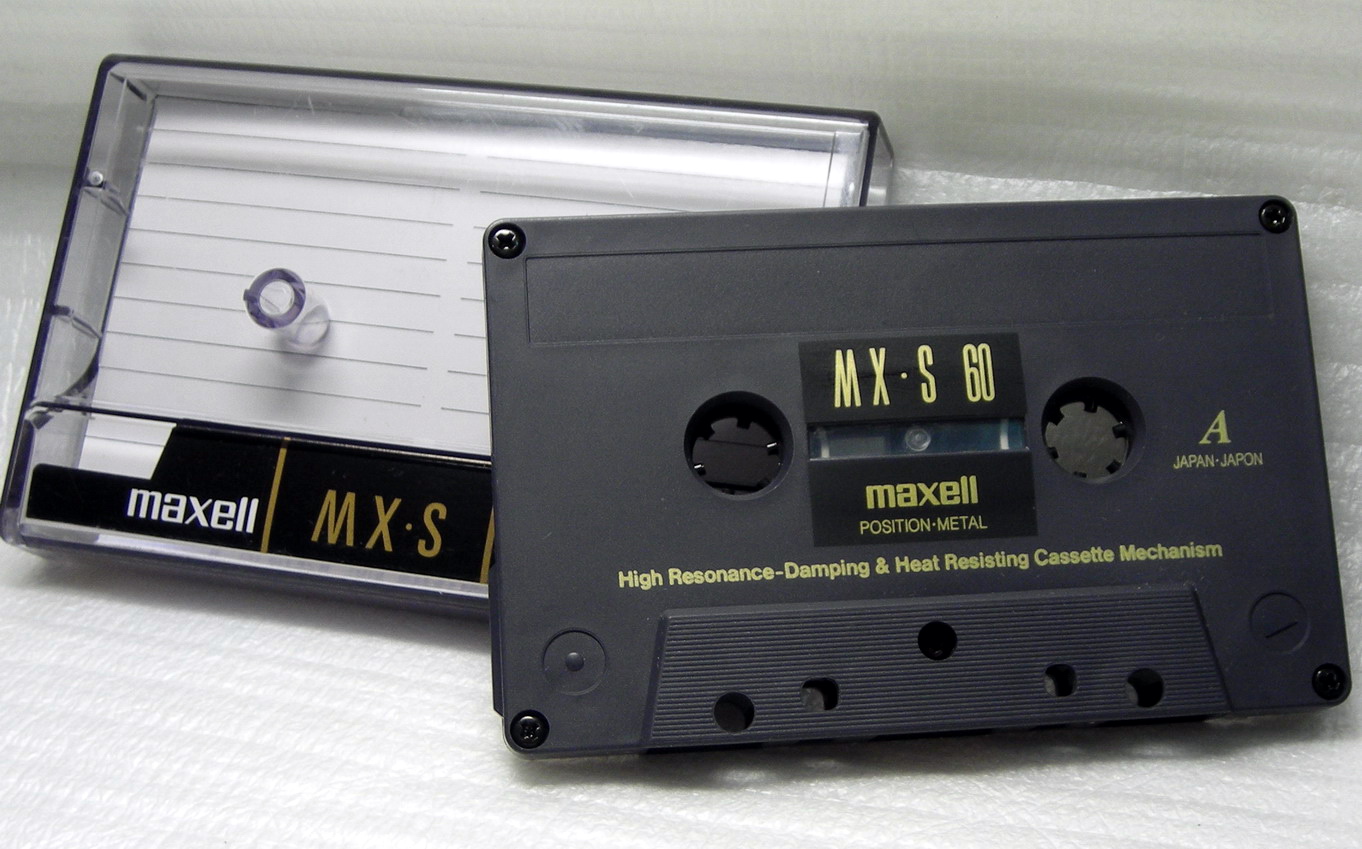 maxell
MX·S
MX·S 60
maxell
POSITION·METAL
A
JAPAN·JAPON
High Resonance-Damping & Heat Resisting Cassette Mechanism